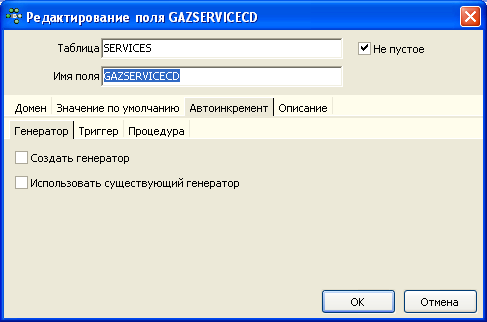 Редактирование поля GAZSERVICECD
Таблица SERVICES Не пустое
Имя поля GAZSERVICECD
Домен Значение по умолчанию Автоинкремент Описание
Генератор Триггер Процедура
Создать генератор
Использовать существующий генератор
OK Отмена